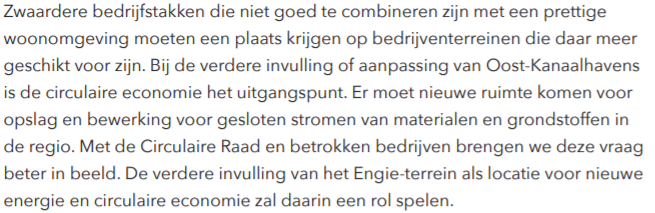 Zwaardere bedrijfstakken die niet goed te combineren zijn met een prettige
woonomgeving moeten een plaats krijgen op bedrijventerreinen die daar meer
geschikt voor zijn. Bij de verdere invulling of aanpassing van Oost-Kanaalhavens
is de circulaire economie het uitgangspunt. Er moet nieuwe ruimte komen voor
opslag en bewerking voor gesloten stromen van materialen en grondstoffen in
de regio. Met de Circulaire Raad en betrokken bedrijven brengen we deze vraag
beter in beeld. De verdere invulling van het Engie-terrein als locatie voor nieuwe
energie en circulaire economie zal daarin een rol spelen.